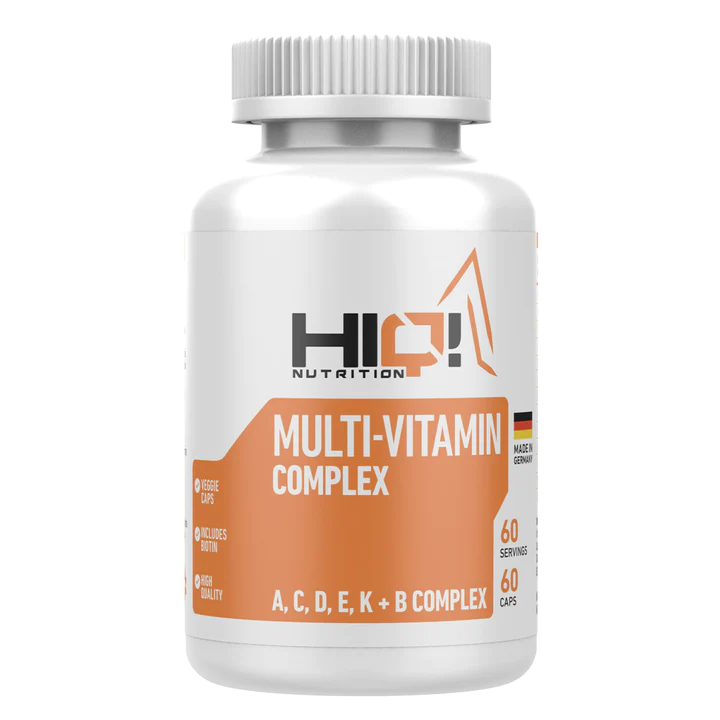 HIQ!
NUTRITION
MULTI-VITAMIN
COMPLEX
MADE IN
GERMANY
VEGGIE
CAPS
INCLUDES
BIOTIN
HIGH
QUALITY
60
SERVINGS
60
CAPS
A, C, D, E, K + B COMPLEX